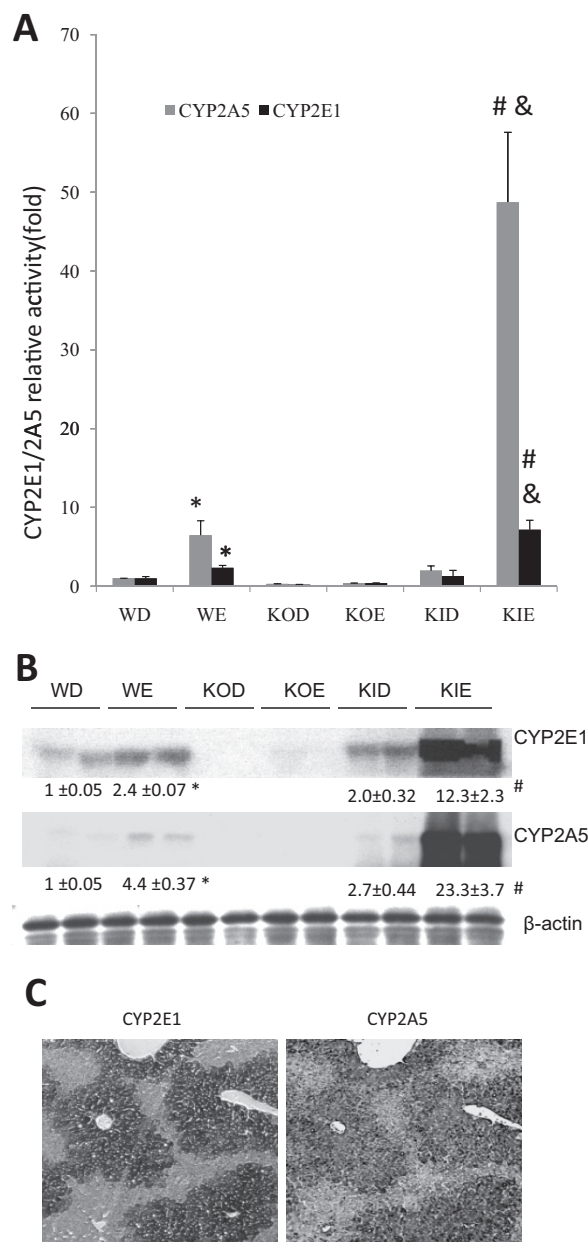 A
70
60
50
40
30
20
10
0
CYP2E1/2A5 relative activity(fold)
CYP2A5 CYP2E1
# &
#
&
*
*
WD WE KOD KOE KID KIE
B
WD WE KOD KOE KID KIE
CYP2E1
1 ±0.05 2.4 ±0.07 * 2.0±0.32 12.3±2.3 #
CYP2A5
1 ±0.05 4.4 ±0.37 * 2.7±0.44 23.3±3.7 #
β-actin
C
CYP2E1 CYP2A5